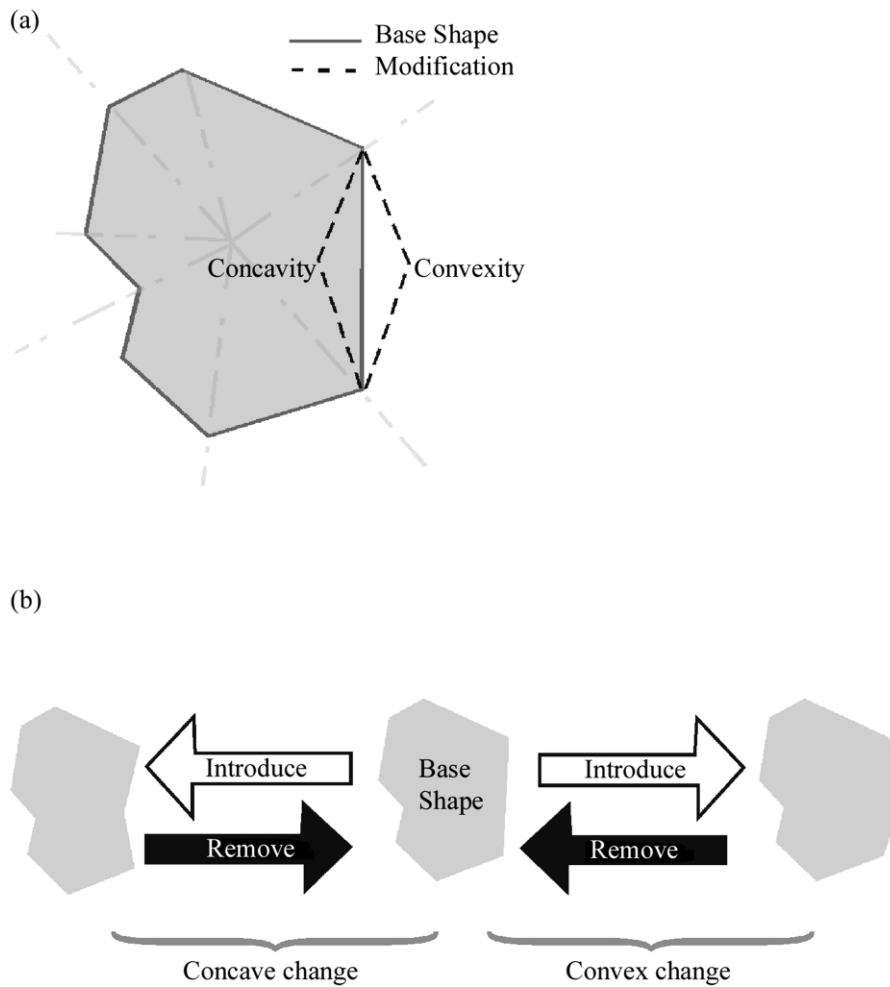 (a)
Base Shape
Modification
Concavity
Convexity
(b)
Introduce
Base
Shape
Introduce
Remove
Remove
Concave change
Convex change